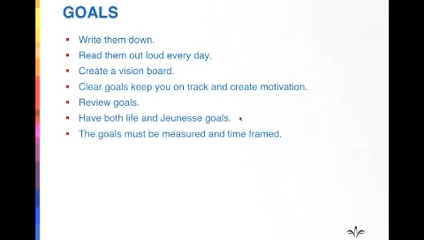 GOALS
Write them down.
Read them out loud every day.
Create a vision board.
Clear goals keep you on track and create motivation.
Review goals.
Have both life and Jeunesse goals.
The goals must be measured and time framed.